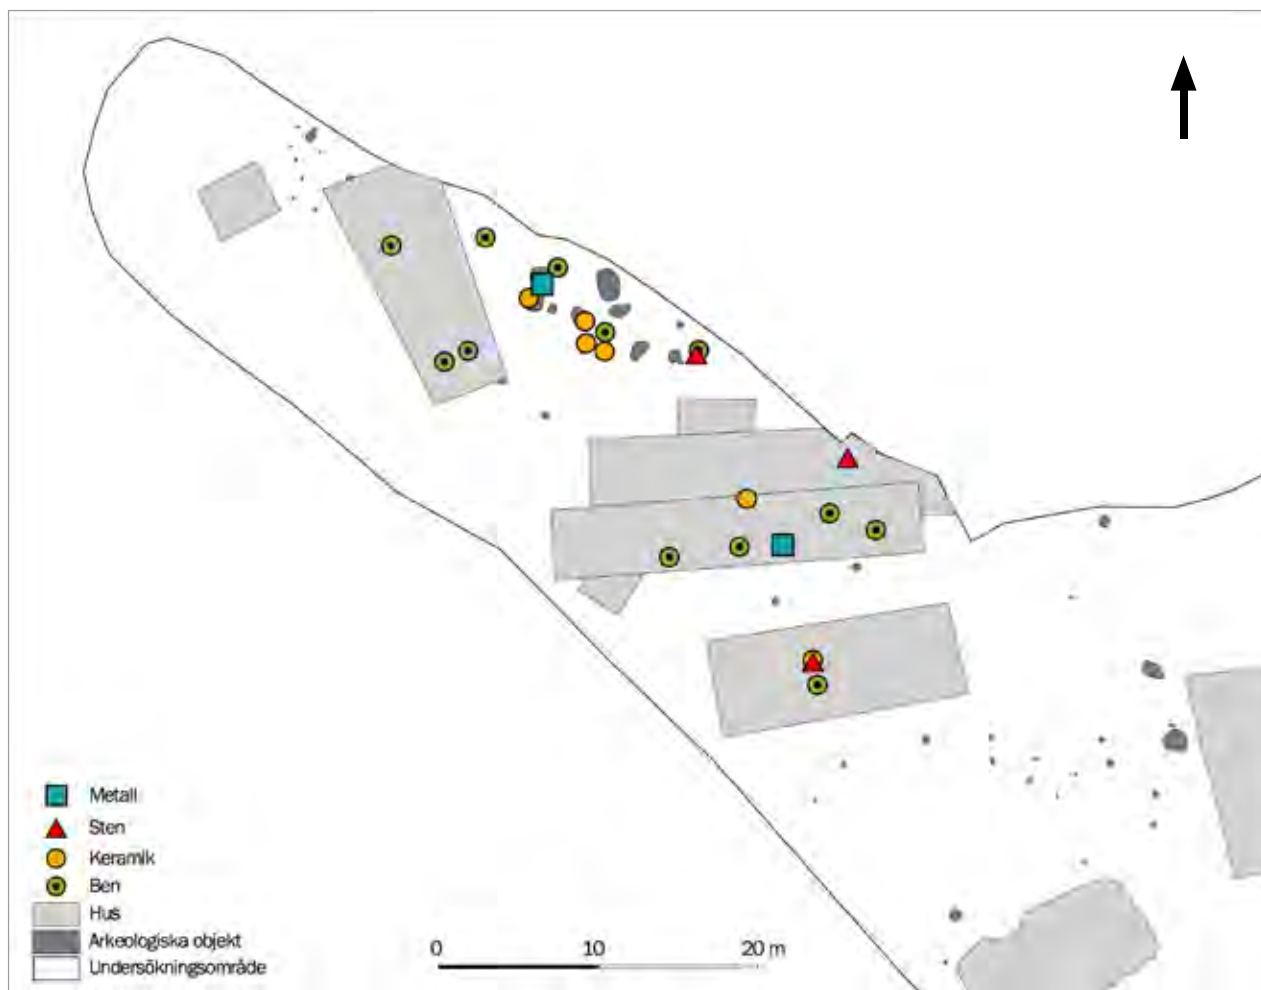 Metall
Sten
Keramik
Ben
Hus
Arkeologiska objekt
Undersökningsområde
0 10 20 m